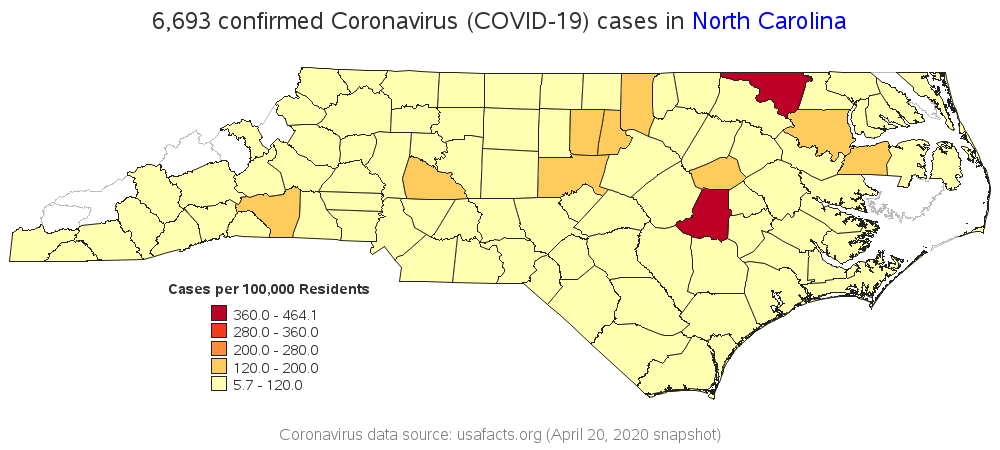 6,693 confirmed Coronavirus (COVID-19) cases in North Carolina
Cases per 100,000 Residents
360.0 - 464.1
280.0 - 360.0
200.0 - 280.0
120.0 - 200.0
5.7 - 120.0
Coronavirus data source: usafacts.org (April 20, 2020 snapshot)